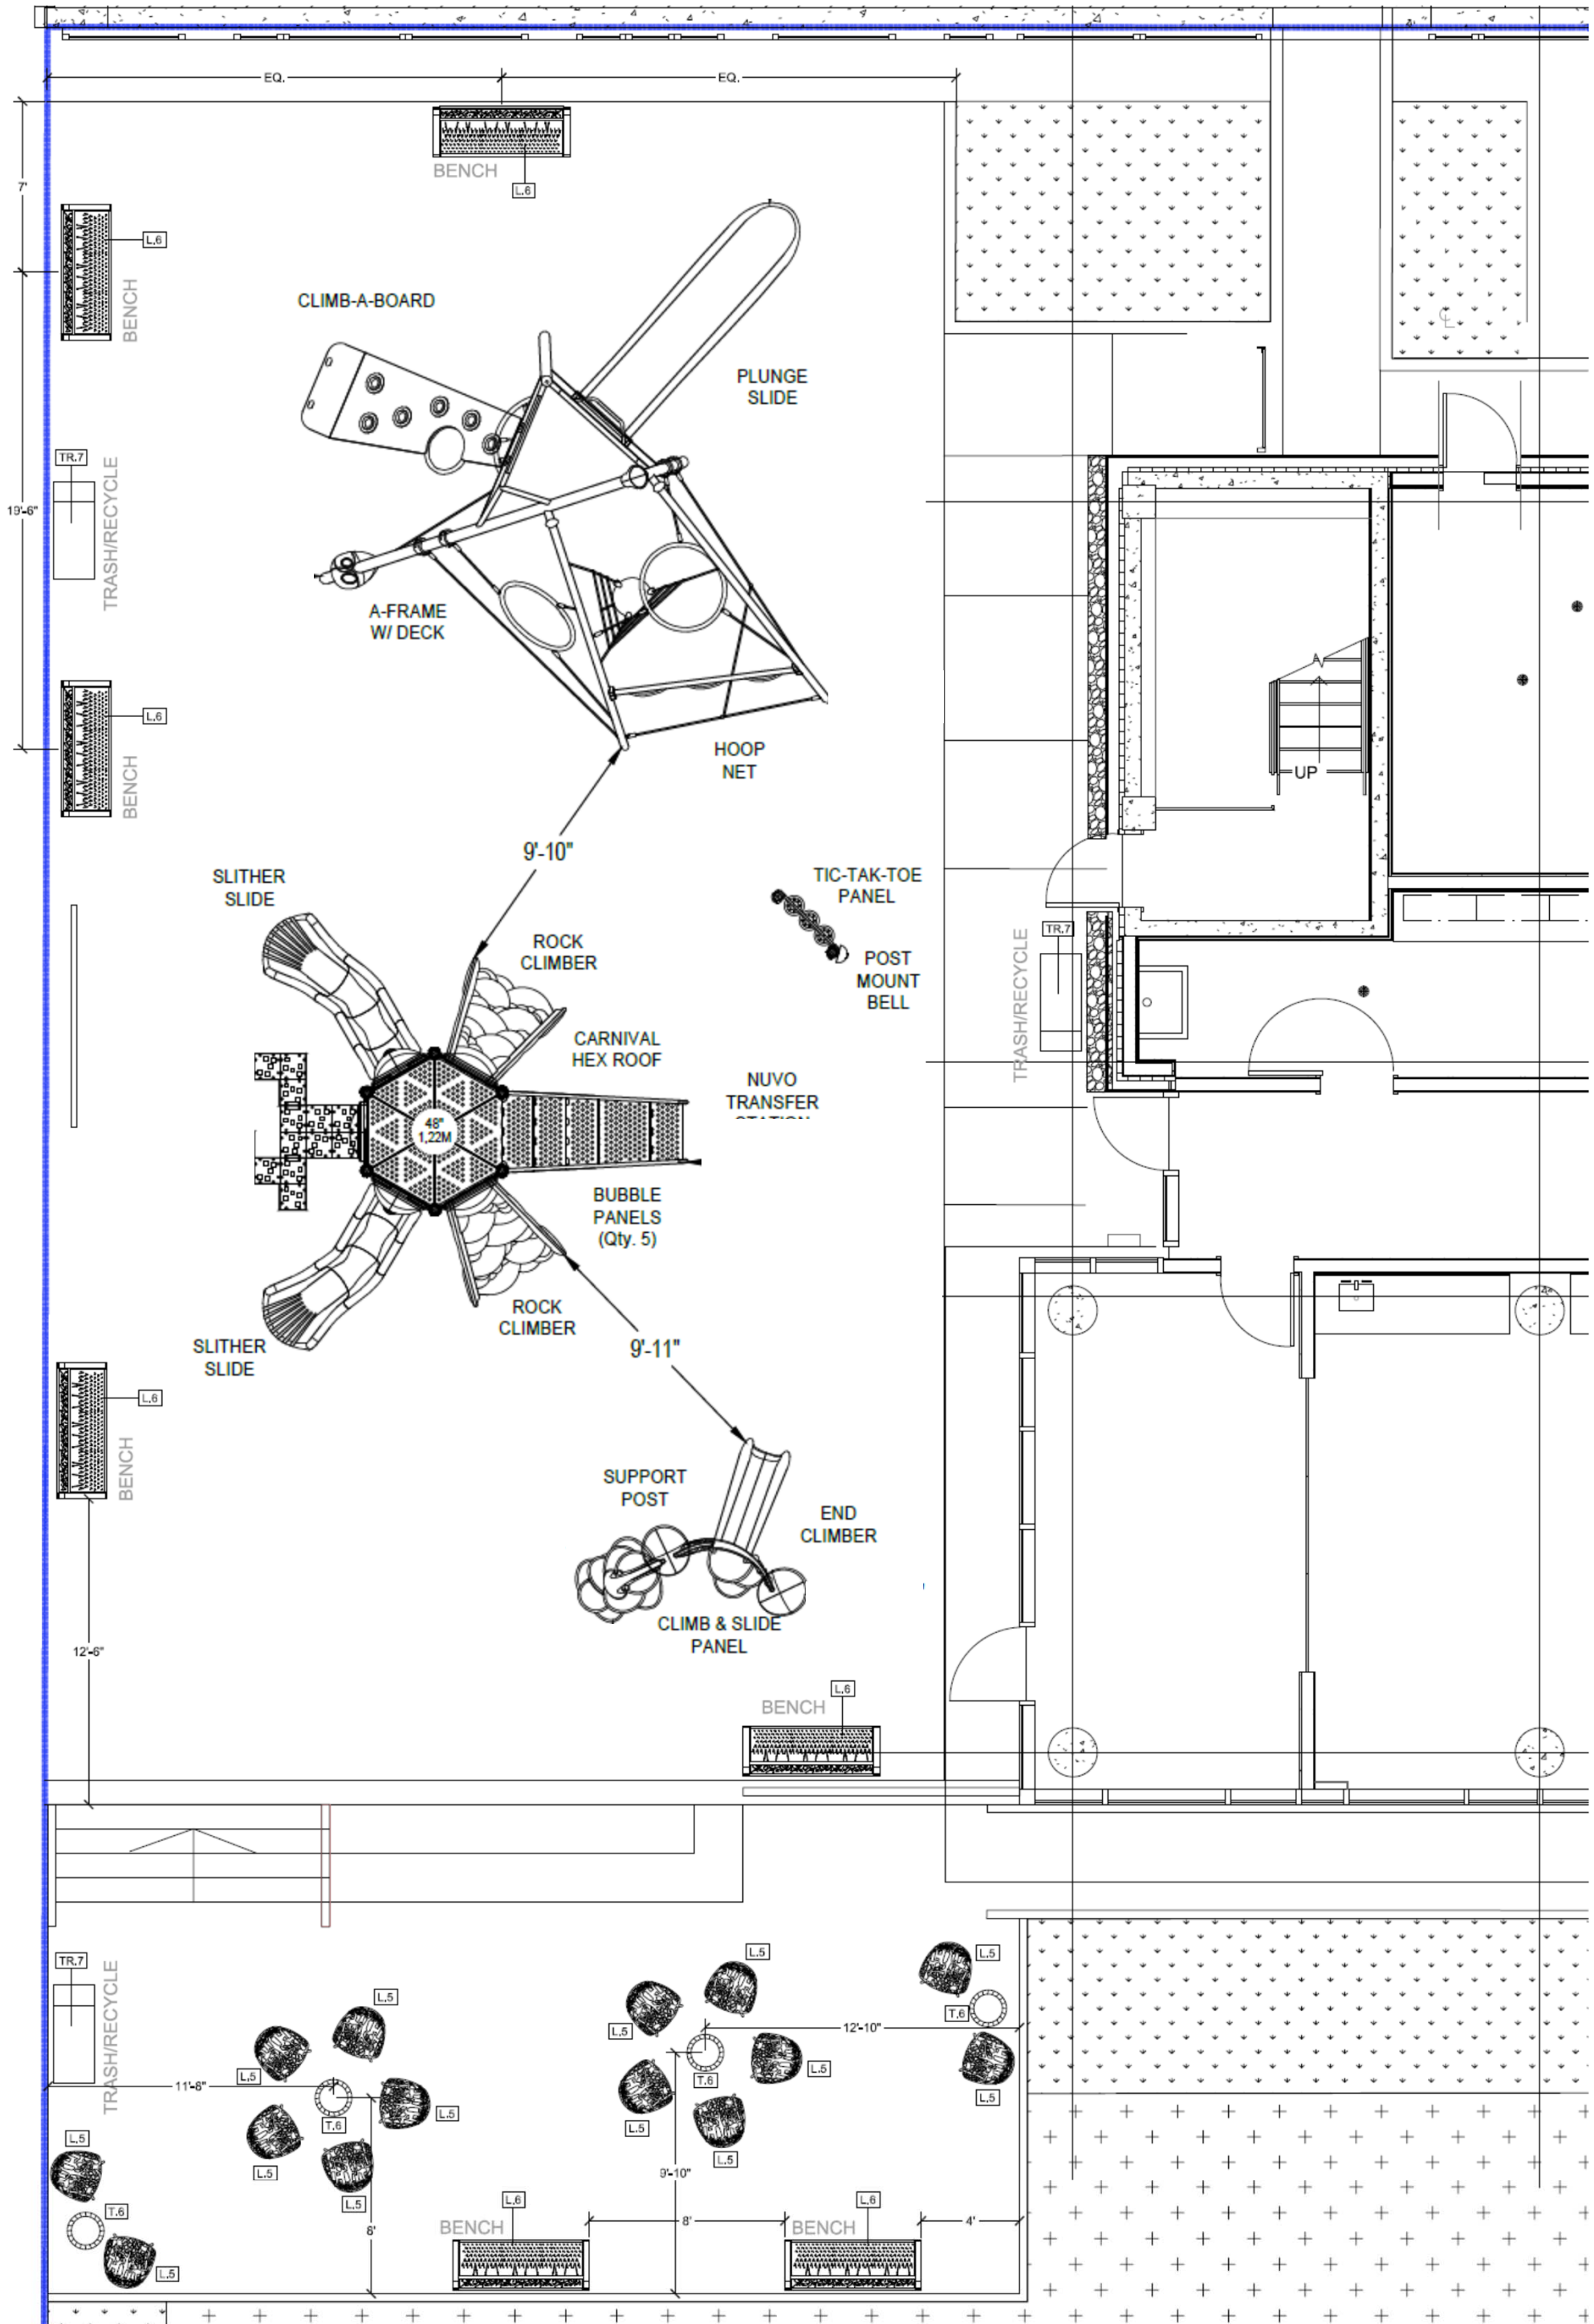 EQ.
EQ.
BENCH
L.6
7'
L.6
BENCH
CLIMB-A-BOARD
PLUNGE
SLIDE
TR.7
TRASH/RECYCLE
19'-6"
A-FRAME
W/ DECK
L.6
BENCH
HOOP
NET
UP
9'-10"
SLITHER
SLIDE
TIC-TAK-TOE
PANEL
ROCK
CLIMBER
POST
MOUNT
BELL
TR.7
TRASH/RECYCLE
CARNIVAL
HEX ROOF
NUVO
TRANSFER
48"
1,22M
BUBBLE
PANELS
(Qty. 5)
ROCK
CLIMBER
SLITHER
SLIDE
9'-11"
L.6
BENCH
SUPPORT
POST
END
CLIMBER
CLIMB & SLIDE
PANEL
12'-6"
L.6
BENCH
TR.7
TRASH/RECYCLE
L.5
L.5
L.5
L.5
T.6
12'-10"
L.5
L.5
T.6
L.5
L.5
11'-8"
L.5
T.6
L.5
L.5
L.5
L.5
L.5
L.5
9'-10"
T.6
L.5
8'
BENCH
L.6
8'
BENCH
L.6
4'